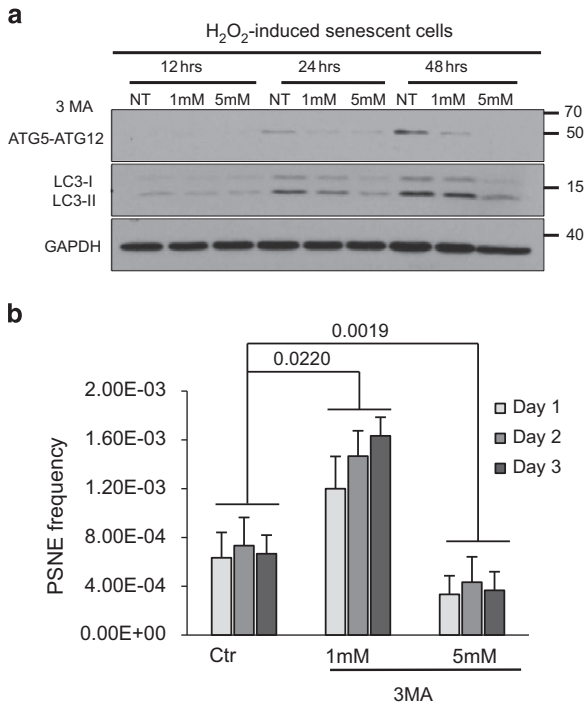 a
H₂O₂-induced senescent cells
12 hrs 24 hrs 48 hrs
3 MA NT 1mM 5mM NT 1mM 5mM NT 1mM 5mM
70
ATG5-ATG12 50
LC3-I
15
LC3-II
40
GAPDH
b
0.0019
0.0220
2.00E-03
Day 1
1.60E-03
Day 2
Day 3
1.20E-03
8.00E-04
4.00E-04
0.00E+00
PSNE frequency
Ctr 1mM 5mM
3MA